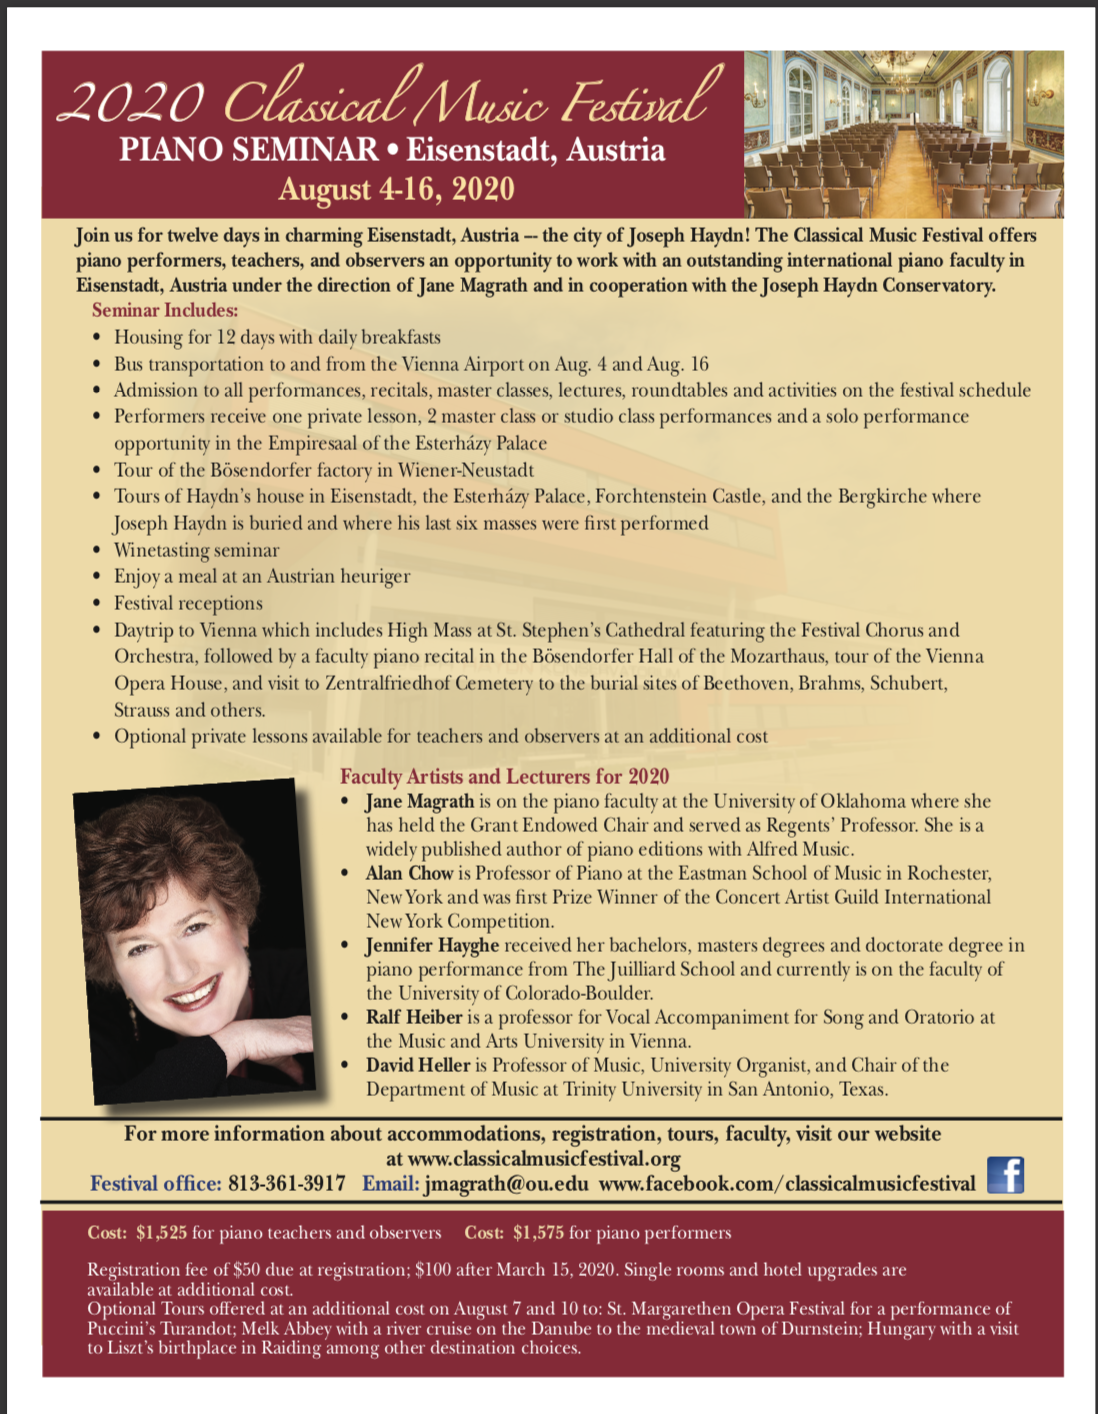 2020 Classical Music Festival
PIANO SEMINAR • Eisenstadt, Austria
August 4-16, 2020
Join us for twelve days in charming Eisenstadt, Austria –- the city of Joseph Haydn! The Classical Music Festival offers
piano performers, teachers, and observers an opportunity to work with an outstanding international piano faculty in
Eisenstadt, Austria under the direction of Jane Magrath and in cooperation with the Joseph Haydn Conservatory.
Seminar Includes:
• Housing for 12 days with daily breakfasts
• Bus transportation to and from the Vienna Airport on Aug. 4 and Aug. 16
• Admission to all performances, recitals, master classes, lectures, roundtables and activities on the festival schedule
• Performers receive one private lesson, 2 master class or studio class performances and a solo performance
opportunity in the Empiresaal of the Esterházy Palace
• Tour of the Bösendorfer factory in Wiener-Neustadt
• Tours of Haydn's house in Eisenstadt, the Esterházy Palace, Forchtenstein Castle, and the Bergkirche where
Joseph Haydn is buried and where his last six masses were first performed
• Winetasting seminar
• Enjoy a meal at an Austrian heuriger
• Festival receptions
• Daytrip to Vienna which includes High Mass at St. Stephen's Cathedral featuring the Festival Chorus and
Orchestra, followed by a faculty piano recital in the Bösendorfer Hall of the Mozarthaus, tour of the Vienna
Opera House, and visit to Zentralfriedhof Cemetery to the burial sites of Beethoven, Brahms, Schubert,
Strauss and others.
• Optional private lessons available for teachers and observers at an additional cost
Faculty Artists and Lecturers for 2020
• Jane Magrath is on the piano faculty at the University of Oklahoma where she
has held the Grant Endowed Chair and served as Regents' Professor. She is a
widely published author of piano editions with Alfred Music.
• Alan Chow is Professor of Piano at the Eastman School of Music in Rochester,
New York and was first Prize Winner of the Concert Artist Guild International
New York Competition.
• Jennifer Hayghe received her bachelors, masters degrees and doctorate degree in
piano performance from The Juilliard School and currently is on the faculty of
the University of Colorado-Boulder.
• Ralf Heiber is a professor for Vocal Accompaniment for Song and Oratorio at
the Music and Arts University in Vienna.
• David Heller is Professor of Music, University Organist, and Chair of the
Department of Music at Trinity University in San Antonio, Texas.
For more information about accommodations, registration, tours, faculty, visit our website
at www.classicalmusicfestival.org
Festival office: 813-361-3917 Email: jmagrath@ou.edu www.facebook.com/classicalmusicfestival f
Cost: $1,525 for piano teachers and observers Cost: $1,575 for piano performers
Registration fee of $50 due at registration; $100 after March 15, 2020. Single rooms and hotel upgrades are
available at additional cost.
Optional Tours offered at an additional cost on August 7 and 10 to: St. Margarethen Opera Festival for a performance of
Puccini's Turandot; Melk Abbey with a river cruise on the Danube to the medieval town of Durnstein; Hungary with a visit
to Liszt's birthplace in Raiding among other destination choices.